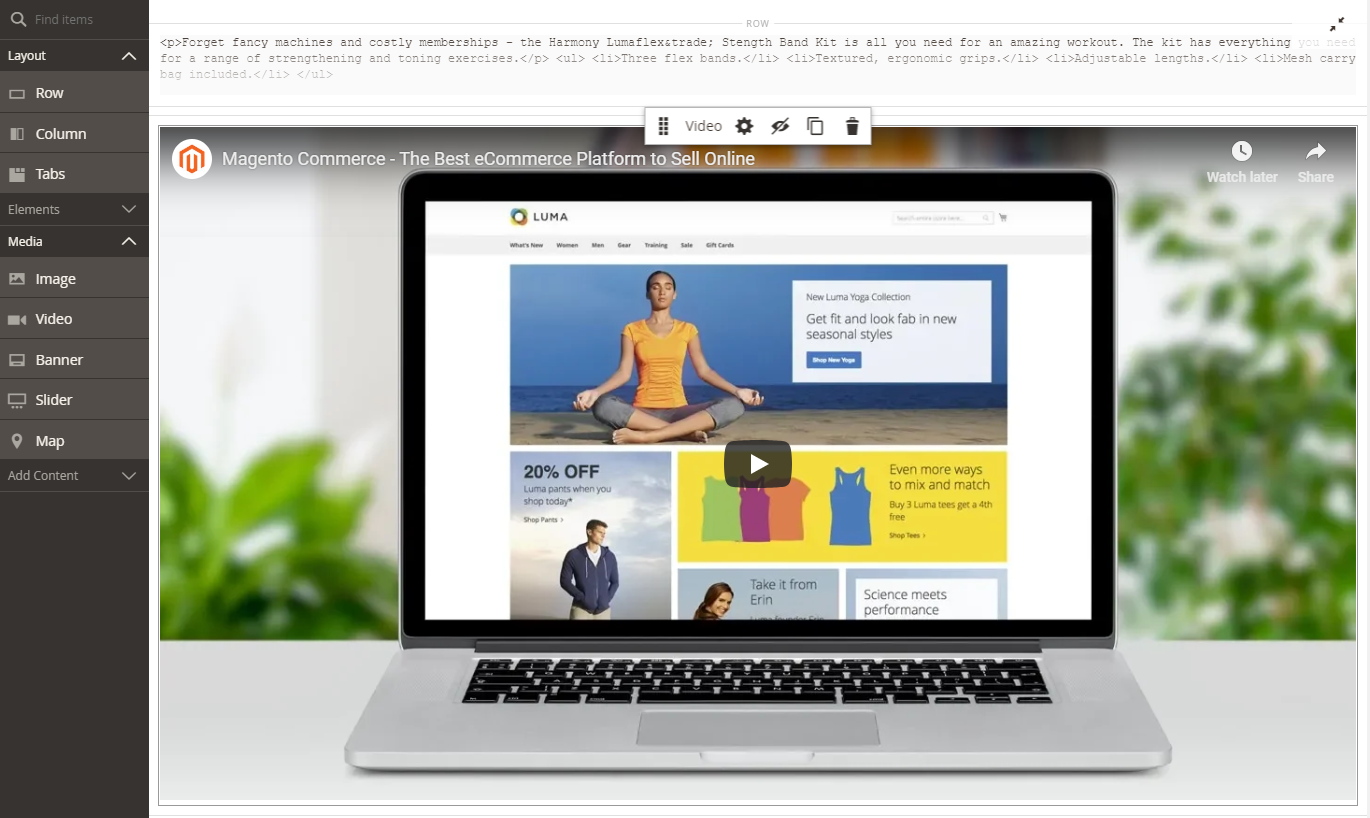 Find items
Layout
Row
Column
Tabs
Elements
Media
Image
Video
Banner
Slider
Map
Add Content
ROW
<p>Forget fancy machines and costly memberships - the Harmony Lumaflex&trade; Stength Band Kit is all you need for an amazing workout. The kit has everything you need
for a range of strengthening and toning exercises.</p> <ul> <li>Three flex bands.</li> <li>Textured, ergonomic grips.</li> <li>Adjustable lengths.</li> <li>Mesh carry
bag included.</li> </ul>
Video
Magento Commerce - The Best eCommerce Platform to Sell Online
Watch later
Share
LUMA
Search entire store here...
What's New Women Men Gear Training Sale Gift Cards
New Luma Yoga Collection
Get fit and look fab in new
seasonal styles
Shop New Yoga
20% OFF
Luma pants when you
shop today*
Shop Pants >
Even more ways
to mix and match
Buy 3 Luma tees get a 4th
free
Shop Tees >
Take it from
Erin
Luma founder Erin
Science meets
performance